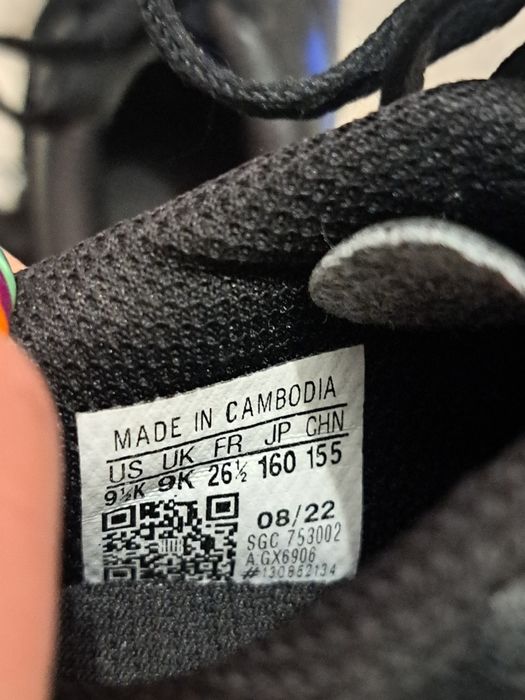 MADE IN CAMBODIA
US UK FR JP CHN
9½K 9K 26½ 160 155
08/22
SGC 753002
A:GX6906
#130862134